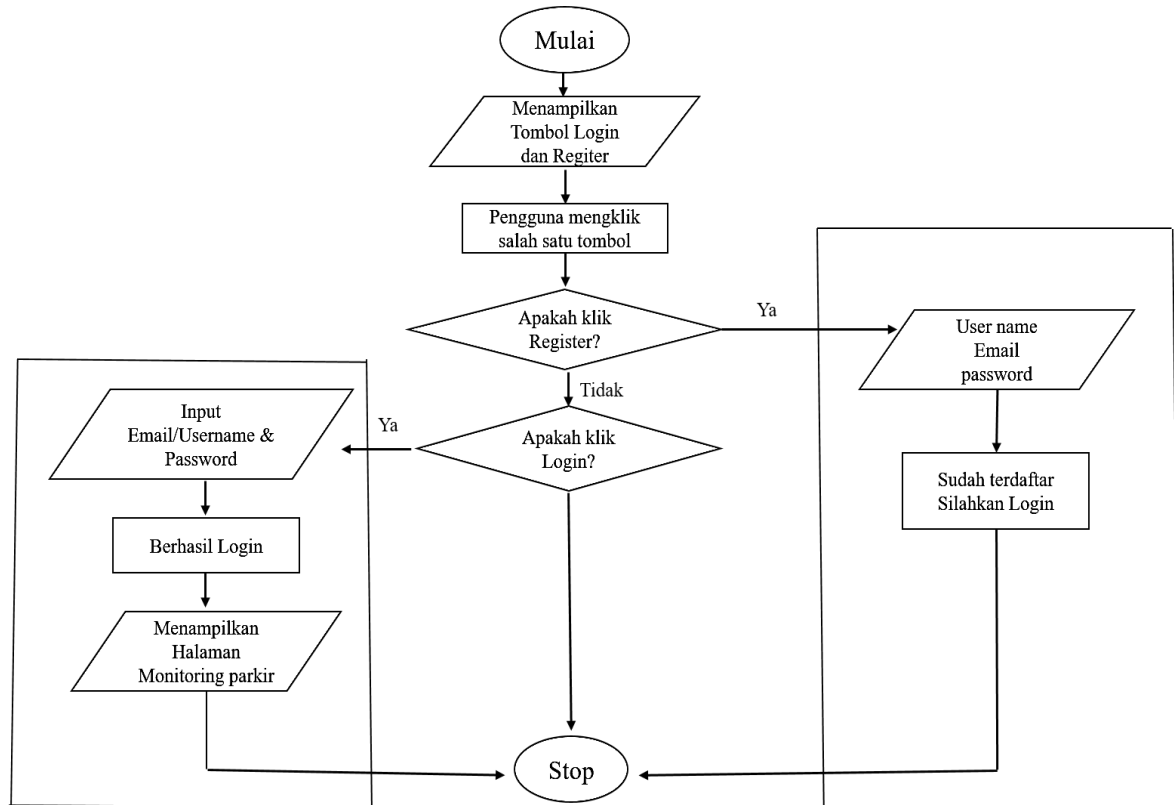 Mulai
Menampilkan
Tombol Login
dan Regiter
Pengguna mengklik
salah satu tombol
Apakah klik
Register?
Ya
User name
Email
password
Tidak
Apakah klik
Login?
Ya
Input
Email/Username &
Password
Sudah terdaftar
Silahkan Login
Berhasil Login
Menampilkan
Halaman
Monitoring parkir
Stop